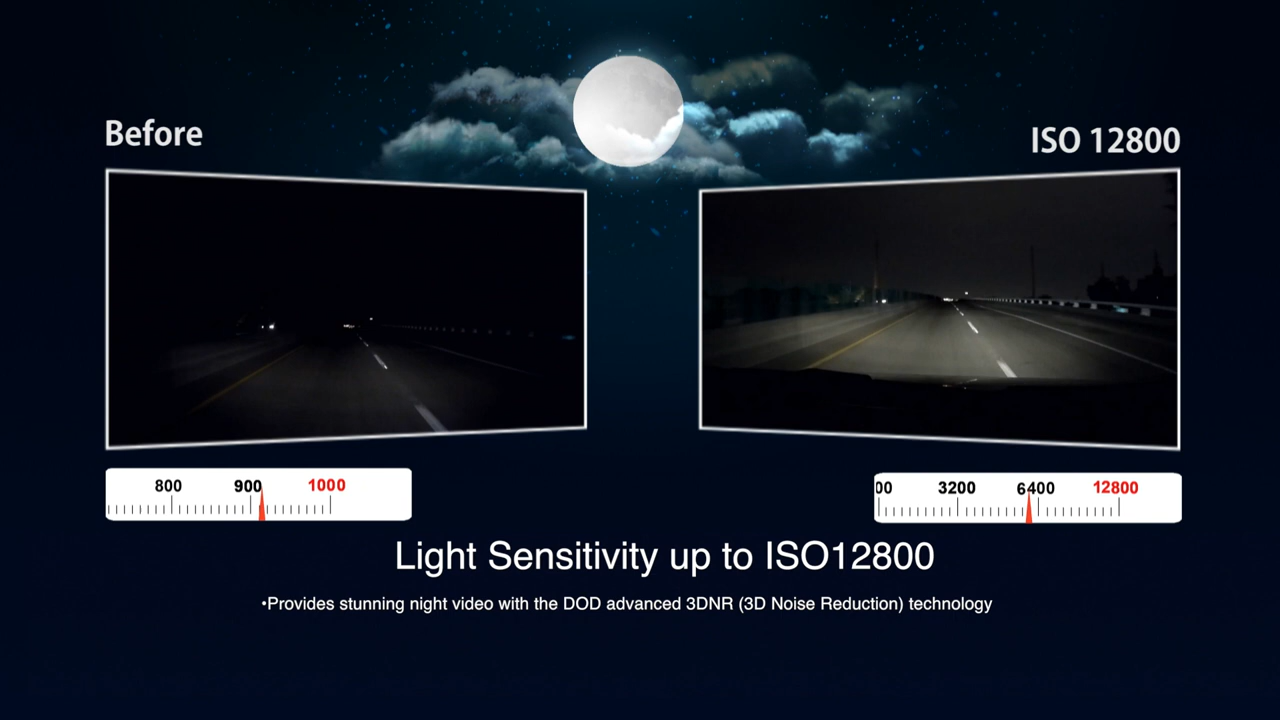 Before
ISO 12800
800 900 1000
00 3200 6400 12800
Light Sensitivity up to ISO12800
•Provides stunning night video with the DOD advanced 3DNR (3D Noise Reduction) technology